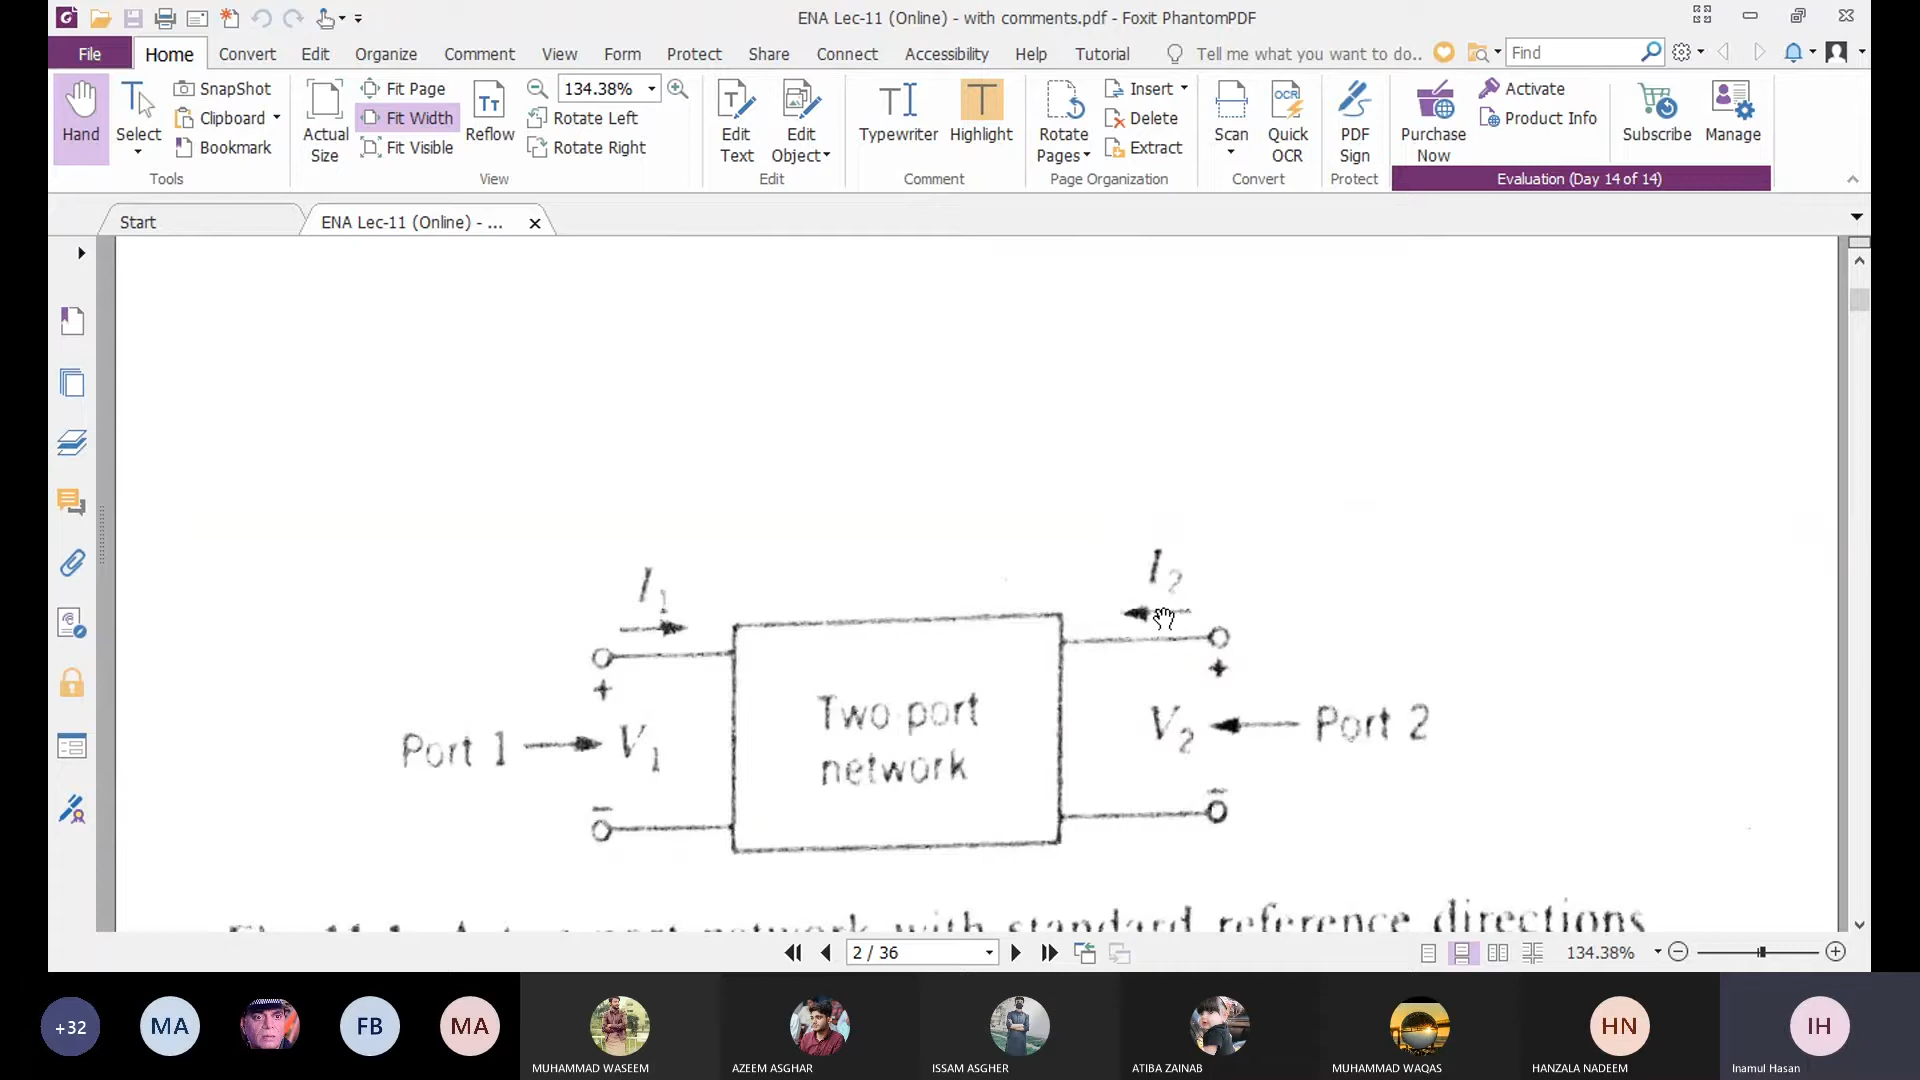 ENA Lec-11 (Online) - with comments.pdf - Foxit PhantomPDF
File Home Convert Edit Organize Comment View Form Protect Share Connect Accessibility Help Tutorial Tell me what you want to do.. Find
Hand
Select
SnapShot
Clipboard
Bookmark
Tools
Actual
Size
Fit Page
Fit Width
Fit Visible
Reflow
134.38%
Rotate Left
Rotate Right
View
Edit
Text
Edit
Object
Edit
Typewriter
Highlight
Comment
Rotate
Pages
Insert
Delete
Extract
Page Organization
Scan
Quick
OCR
Convert
PDF
Sign
Protect
Purchase
Now
Activate
Product Info
Subscribe
Manage
Evaluation (Day 14 of 14)
Start
ENA Lec-11 (Online) - ...
I1
I2
+
+
Two port
network
Port 1
V1
V2
Port 2
-
-
with standard reference directions
2 / 36
134.38%
+32
MA
FB
MA
HN
IH
MUHAMMAD WASEEM
AZEEM ASGHAR
ISSAM ASGHER
ATIBA ZAINAB
MUHAMMAD WAQAS
HANZALA NADEEM
Inamul Hasan